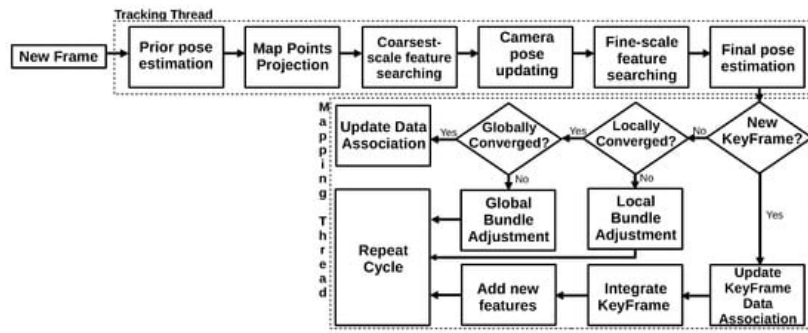 Tracking Thread
New Frame
Prior pose
estimation
Map Points
Projection
Coarsest-
scale feature
searching
Camera
pose
updating
Fine-scale
feature
searching
Final pose
estimation
Mapping Thread
Update Data
Association
Yes
Globally
Converged?
Yes
Locally
Converged?
No
New
KeyFrame?
No
No
Yes
Global
Bundle
Adjustment
Local
Bundle
Adjustment
Repeat
Cycle
Add new
features
Integrate
KeyFrame
Update
KeyFrame
Data
Association